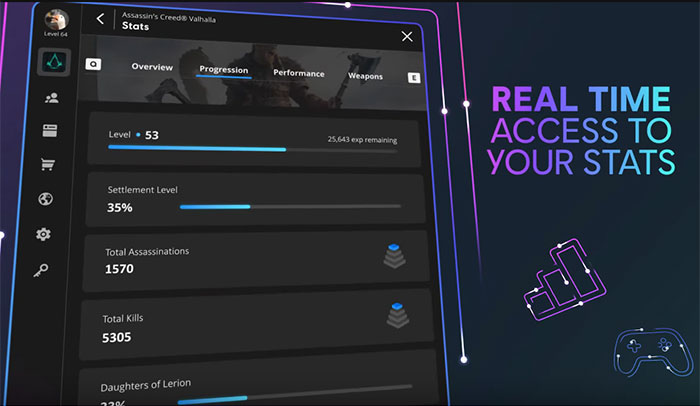 Level 64
Assassin's Creed® Valhalla
Stats
Q
Overview
Progression
Performance
Weapons
E
Level • 53
25,643 exp remaining
Settlement Level
35%
Total Assassinations
1570
Total Kills
5305
Daughters of Lerion
33%
REAL TIME
ACCESS TO
YOUR STATS